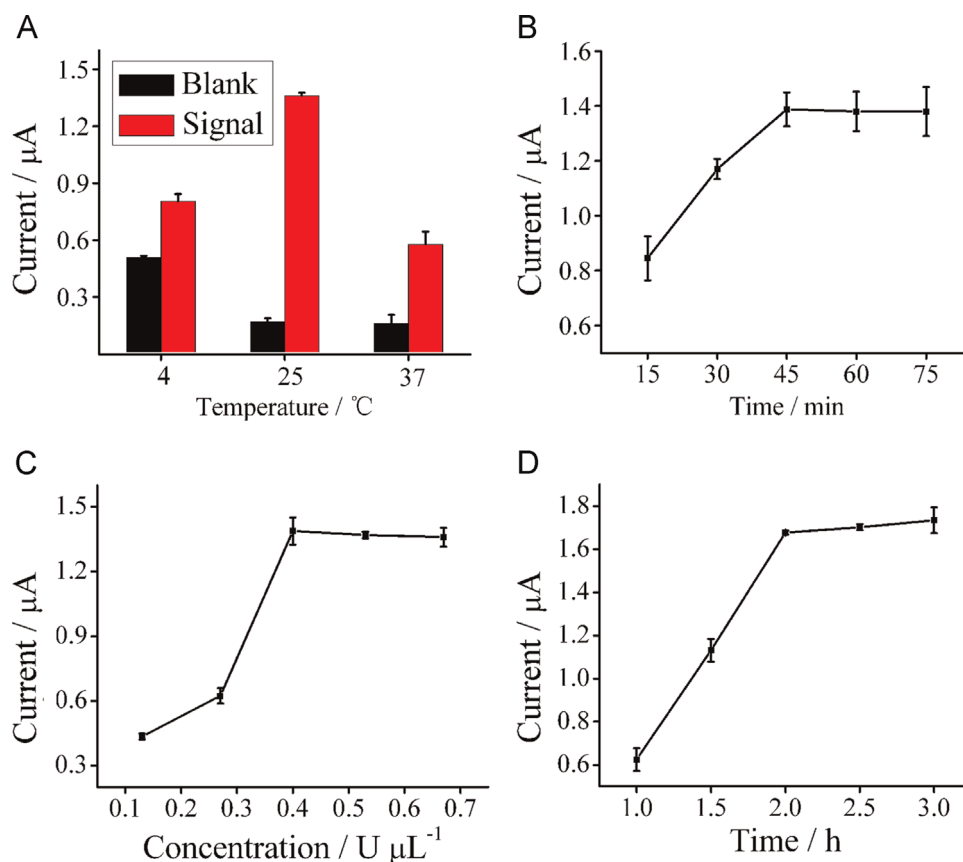 A
Current / μA
1.5
1.2
0.9
0.6
0.3
Blank
Signal
4 25 37
Temperature / ℃
B
Current / μA
1.6
1.4
1.2
1.0
0.8
0.6
15 30 45 60 75
Time / min
C
Current / μA
1.5
1.2
0.9
0.6
0.3
0.1 0.2 0.3 0.4 0.5 0.6 0.7
Concentration / U μL⁻¹
D
Current / μA
1.8
1.6
1.4
1.2
1.0
0.8
0.6
1.0 1.5 2.0 2.5 3.0
Time / h